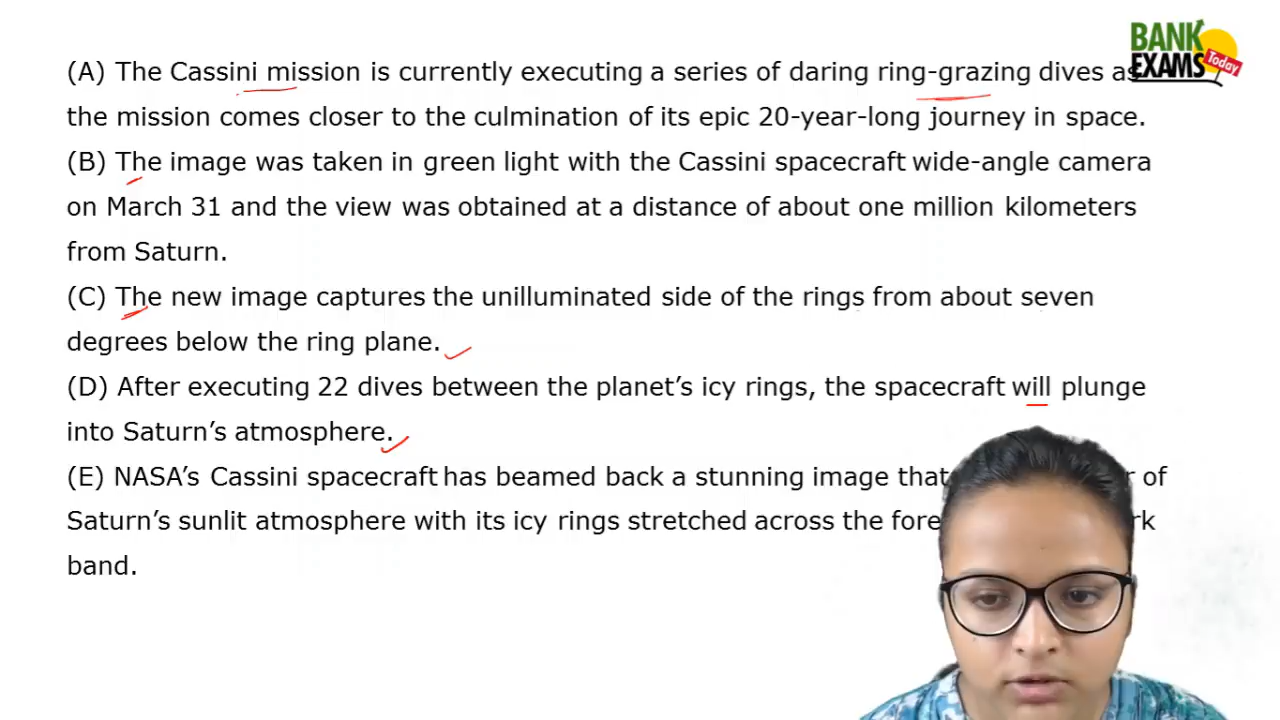 BANK
EXAMS Today
(A) The Cassini mission is currently executing a series of daring ring-grazing dives as
the mission comes closer to the culmination of its epic 20-year-long journey in space.
(B) The image was taken in green light with the Cassini spacecraft wide-angle camera
on March 31 and the view was obtained at a distance of about one million kilometers
from Saturn.
(C) The new image captures the unilluminated side of the rings from about seven
degrees below the ring plane.
(D) After executing 22 dives between the planet's icy rings, the spacecraft will plunge
into Saturn's atmosphere.
(E) NASA's Cassini spacecraft has beamed back a stunning image that of
Saturn's sunlit atmosphere with its icy rings stretched across the
band.